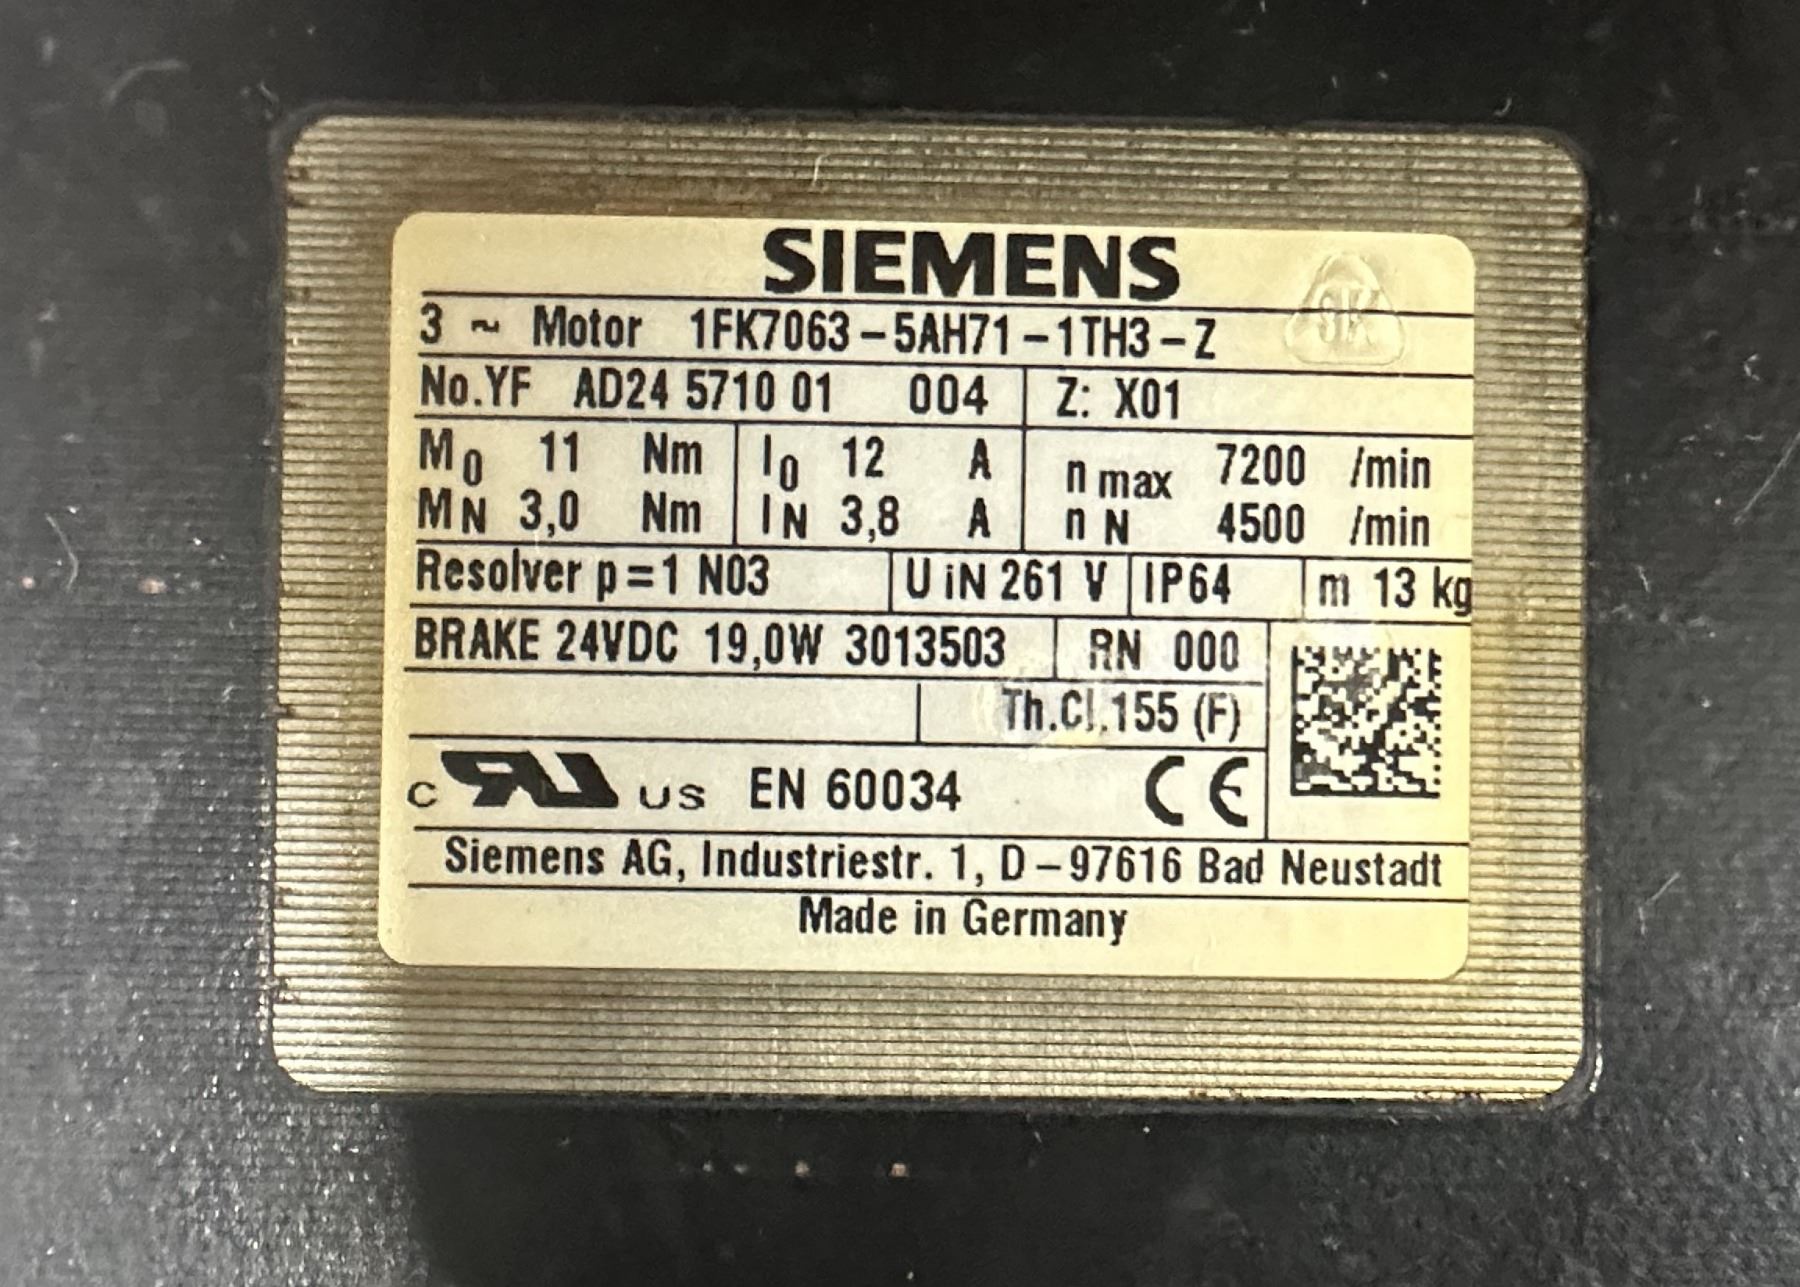 SIEMENS
3 ~ Motor 1FK7063-5AH71-1TH3-Z
No.YF AD24 5710 01 004 Z: X01
M0 11 Nm I0 12 A n max 7200 /min
MN 3,0 Nm IN 3,8 A n N 4500 /min
Resolver p=1 N03 U iN 261 V IP64 m 13 kg
BRAKE 24VDC 19,0W 3013503 RN 000
Th.Cl.155 (F)
c RU US EN 60034 CE
Siemens AG, Industriestr. 1, D-97616 Bad Neustadt
Made in Germany